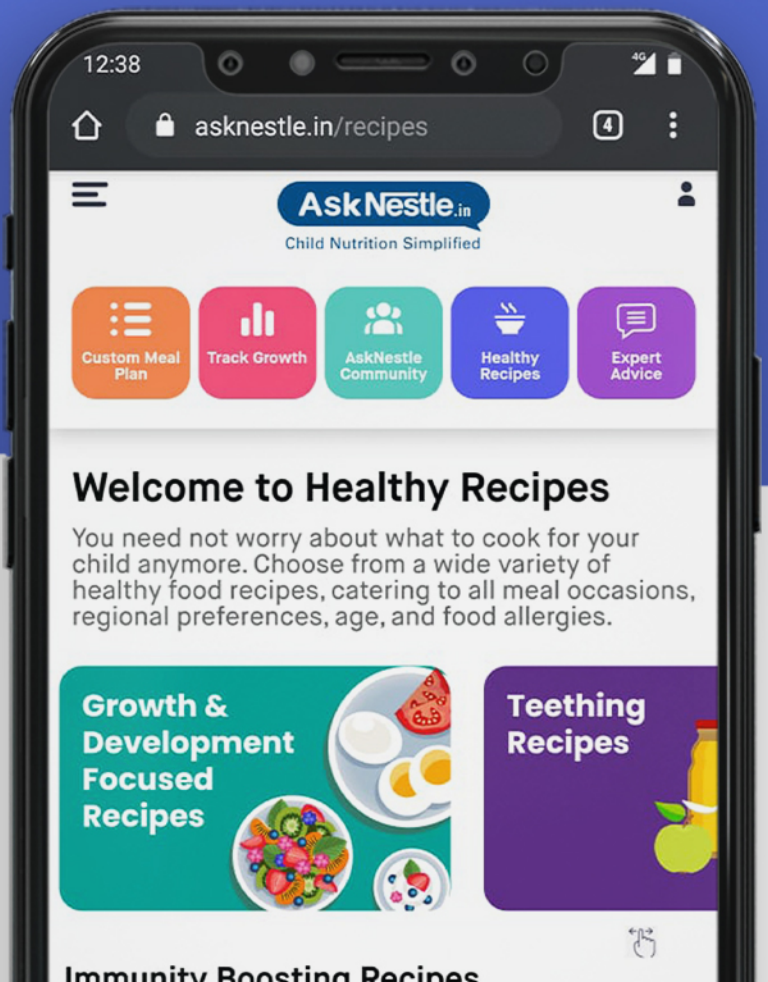 12:38
4G
asknestle.in/recipes
4
AskNestle.in
Child Nutrition Simplified
Custom Meal
Plan
Track Growth
AskNestle
Community
Healthy
Recipes
Expert
Advice
Welcome to Healthy Recipes
You need not worry about what to cook for your
child anymore. Choose from a wide variety of
healthy food recipes, catering to all meal occasions,
regional preferences, age, and food allergies.
Growth &
Development
Focused
Recipes
Teething
Recipes
Immunity Boosting Recipes